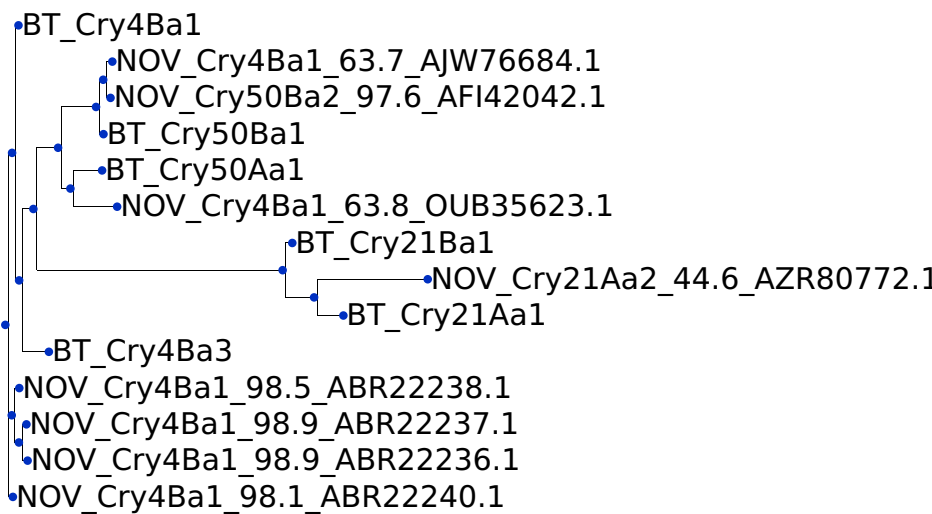 BT_Cry4Ba1
NOV_Cry4Ba1_63.7_AJW76684.1
NOV_Cry50Ba2_97.6_AFI42042.1
BT_Cry50Ba1
BT_Cry50Aa1
NOV_Cry4Ba1_63.8_OUB35623.1
BT_Cry21Ba1
NOV_Cry21Aa2_44.6_AZR80772.1
BT_Cry21Aa1
BT_Cry4Ba3
NOV_Cry4Ba1_98.5_ABR22238.1
NOV_Cry4Ba1_98.9_ABR22237.1
NOV_Cry4Ba1_98.9_ABR22236.1
NOV_Cry4Ba1_98.1_ABR22240.1